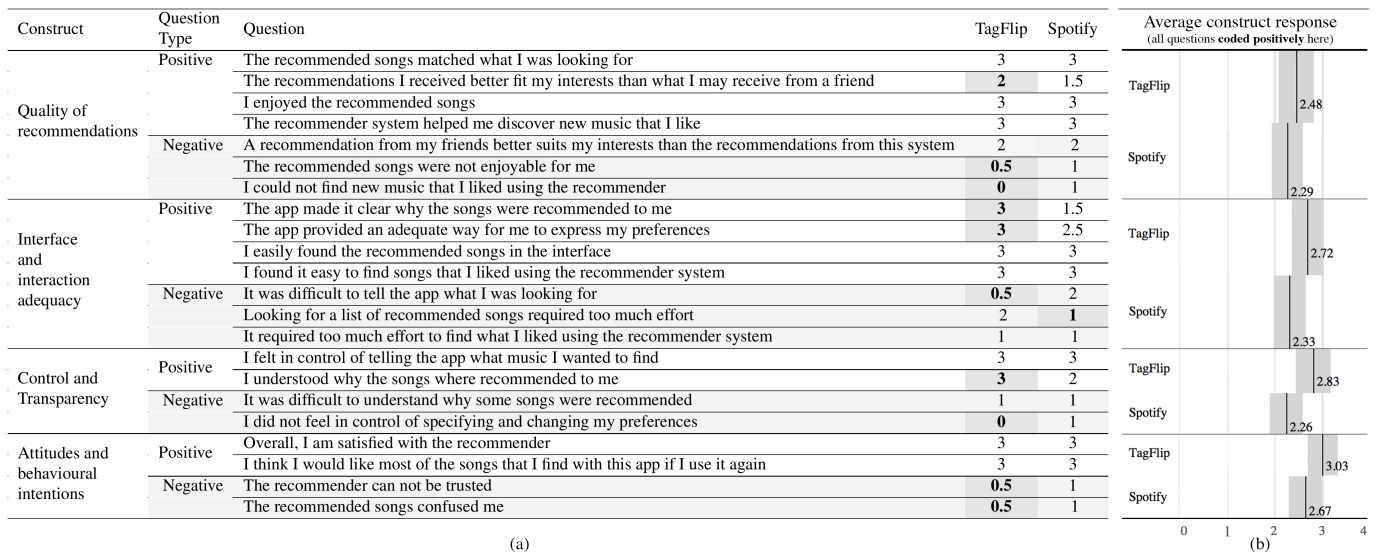 Construct Question Type Question TagFlip Spotify
Quality of recommendations
Positive
The recommended songs matched what I was looking for 3 3
The recommendations I received better fit my interests than what I may receive from a friend 2 1.5
I enjoyed the recommended songs 3 3
The recommender system helped me discover new music that I like 3 3
Negative
A recommendation from my friends better suits my interests than the recommendations from this system 2 2
The recommended songs were not enjoyable for me 0.5 1
I could not find new music that I liked using the recommender 0 1
Interface and interaction adequacy
Positive
The app made it clear why the songs were recommended to me 3 1.5
The app provided an adequate way for me to express my preferences 3 2.5
I easily found the recommended songs in the interface 3 3
I found it easy to find songs that I liked using the recommender system 3 3
Negative
It was difficult to tell the app what I was looking for 0.5 2
Looking for a list of recommended songs required too much effort 2 1
It required too much effort to find what I liked using the recommender system 1 1
Control and Transparency
Positive
I felt in control of telling the app what music I wanted to find 3 3
I understood why the songs where recommended to me 3 2
Negative
It was difficult to understand why some songs were recommended 1 1
I did not feel in control of specifying and changing my preferences 0 1
Attitudes and behavioural intentions
Positive
Overall, I am satisfied with the recommender 3 3
I think I would like most of the songs that I find with this app if I use it again 3 3
Negative
The recommender can not be trusted 0.5 1
The recommended songs confused me 0.5 1
(a)
Average construct response
(all questions coded positively here)
TagFlip 2.48
Spotify 2.29
TagFlip 2.72
Spotify 2.33
TagFlip 2.83
Spotify 2.26
TagFlip 3.03
Spotify 2.67
0 1 2 3 4
(b)